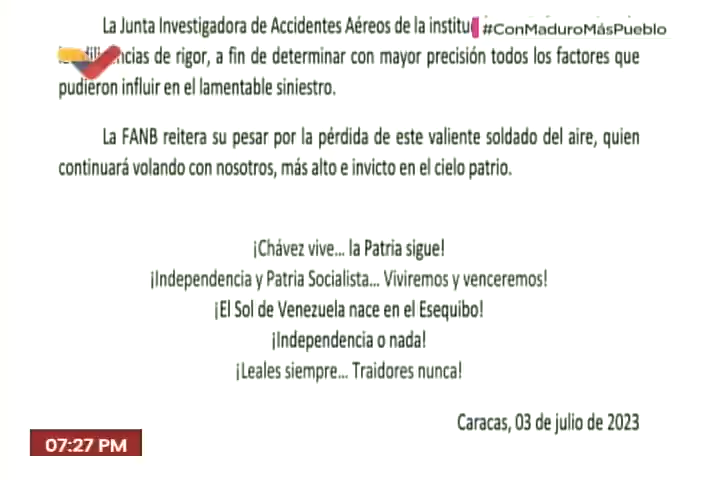 La Junta Investigadora de Accidentes Aéreos de la
#ConMaduroMásPueblo
de rigor, a fin de determinar con mayor precisión todos los factores que
pudieron influir en el lamentable siniestro.
La FANB reitera su pesar por la pérdida de este valiente soldado del aire, quien
continuará volando con nosotros, más alto e invicto en el cielo patrio.
¡Chávez vive... la Patria sigue!
¡Independencia y Patria Socialista... Viviremos y venceremos!
¡El Sol de Venezuela nace en el Esequibo!
¡Independencia o nada!
¡Leales siempre... Traidores nunca!
Caracas, 03 de julio de 2023
07:27 PM